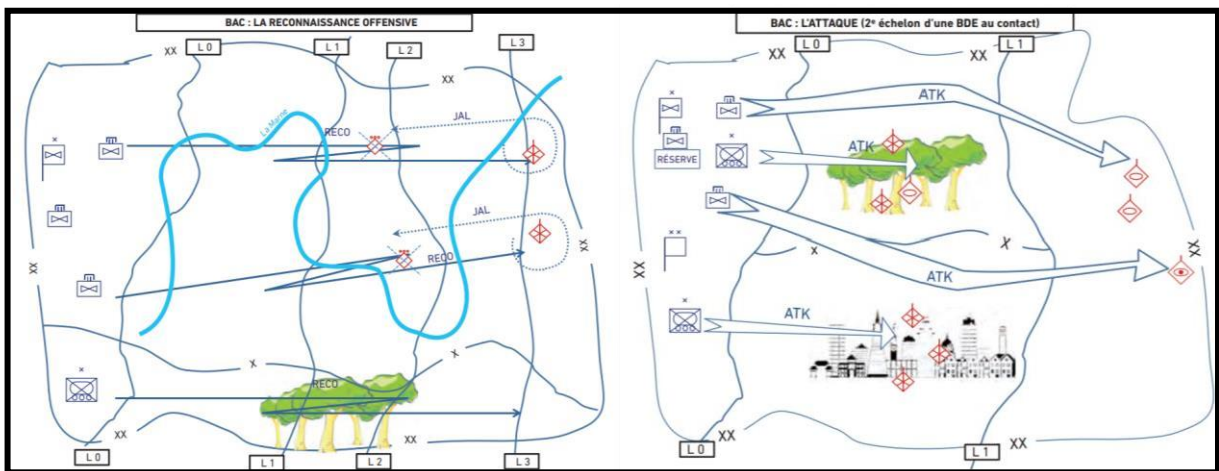 BAC : LA RECONNAISSANCE OFFENSIVE
XX
L 0
L 1
L 2
L 3
XX
La Marne
RECO
JAL
X
X
JAL
XX
XX
RECO
X
X
X
RECO
XX
XX
L 0
L 1
L 2
L 3
BAC : L'ATTAQUE (2e échelon d'une BDE au contact)
L 0
L 1
XX
XX
ATK
X
RÉSERVE
X
ATK
X
X
XX
XX
XX
ATK
X
ATK
L 0
XX
L 1
XX